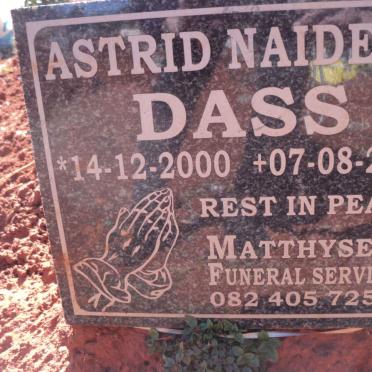 ASTRID NAIDE
DASS
*14-12-2000 +07-08-2
REST IN PEA
MATTHYSE
FUNERAL SERVI
082 405 725